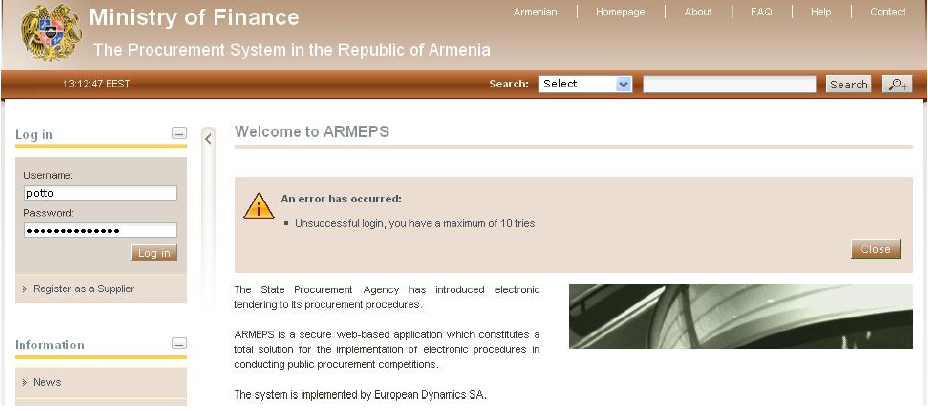 Ministry of Finance
The Procurement System in the Republic of Armenia
Armenian Homepage About FAQ Help Contact
13:12:47 EEST
Search: Select Search
Log in
Username:
potto
Password:
••••••••••••••
Log in
Register as a Supplier
Information
News
Welcome to ARMEPS
An error has occurred:
Unsuccessful login, you have a maximum of 10 tries
Close
The State Procurement Agency has introduced electronic
tendering to its procurement procedures.
ARMEPS is a secure web-based application which constitutes a
total solution for the implementation of electronic procedures in
conducting public procurement competitions.
The system is implemented by European Dynamics SA.